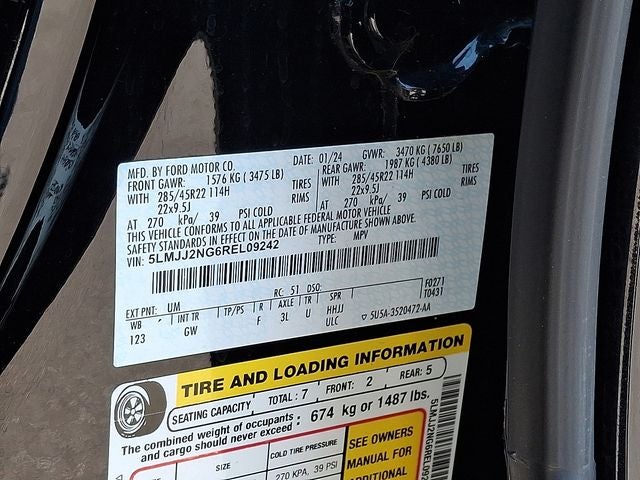 MFD. BY FORD MOTOR CO.
DATE: 01/24 GVWR: 3470 KG ( 7650 LB)
FRONT GAWR: 1576 KG ( 3475 LB) REAR GAWR: 1987 KG ( 4380 LB)
WITH 285/45R22 114H TIRES WITH 285/45R22 114H TIRES
22x9.5J RIMS 22x9.5J RIMS
AT 270 kPa/ 39 PSI COLD AT 270 kPa/ 39 PSI COLD
THIS VEHICLE CONFORMS TO ALL APPLICABLE FEDERAL MOTOR VEHICLE
SAFETY STANDARDS IN EFFECT ON THE DATE OF MANUFACTURE SHOWN ABOVE.
VIN: 5LMJJ2NG6REL09242 TYPE: MPV
F0271
T0431
EXT PNT: UM RC: 51 DSO:
WB INT TR TP/PS R AXLE TR SPR
123 GW F 3L U HHJJ
ULC 5U5A-3520472-AA
TIRE AND LOADING INFORMATION
SEATING CAPACITY TOTAL : 7 FRONT: 2 REAR: 5
The combined weight of occupants and cargo should never exceed : 674 kg or 1487 lbs.
SIZE COLD TIRE PRESSURE
270 KPA, 39 PSI
SEE OWNERS
MANUAL FOR
ADDITIONAL